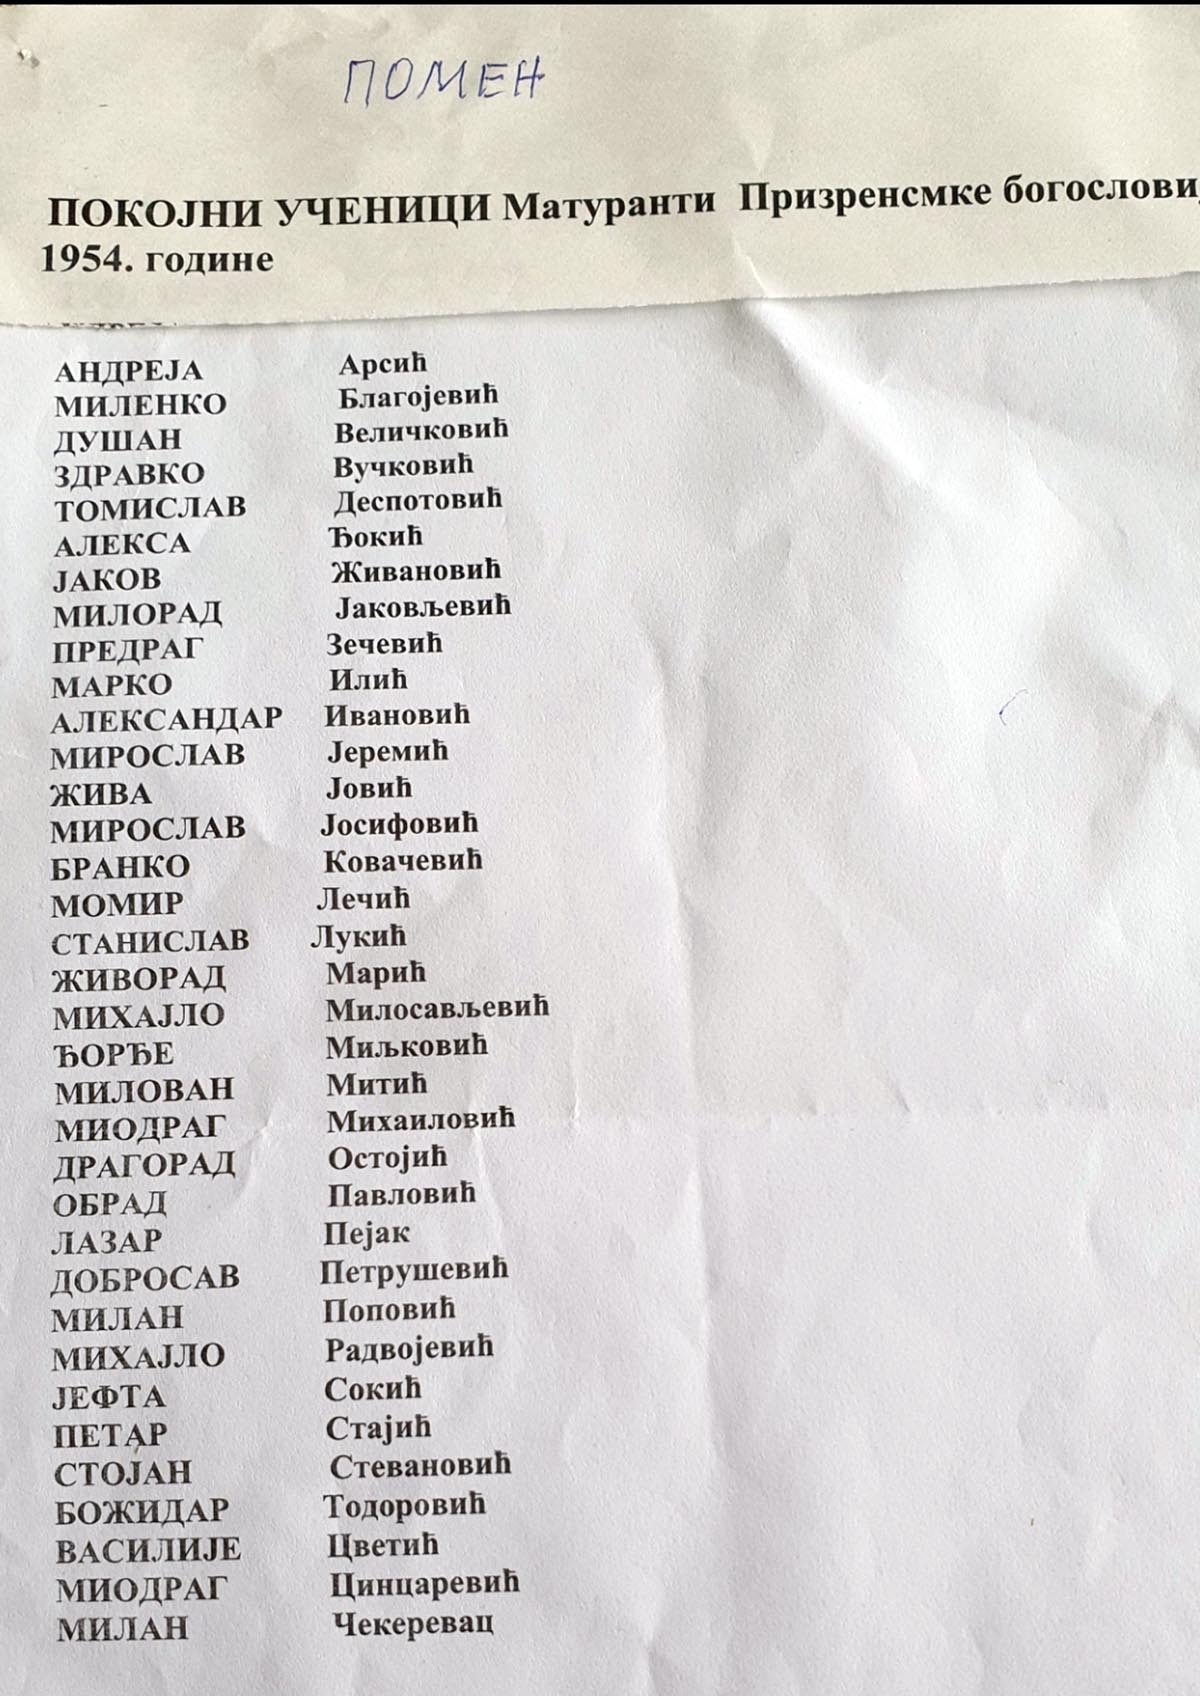 ПОМЕН
ПОКОЈНИ УЧЕНИЦИ Матуранти Призренсмке
1954. године
АНДРЕЈА Арсић
МИЛЕНКО Благојевић
ДУШАН Величковић
ЗДРАВКО Вучковић
ТОМИСЛАВ Деспотовић
АЛЕКСА Ђокић
ЈАКОВ Живановић
МИЛОРАД Јаковљевић
ПРЕДРАГ Зечевић
МАРКО Илић
АЛЕКСАНДАР Ивановић
МИРОСЛАВ Јеремић
ЖИВА Јовић
МИРОСЛАВ Јосифовић
БРАНКО Ковачевић
МОМИР Лечић
СТАНИСЛАВ Лукић
ЖИВОРАД Марић
МИХАЈЛО Милосављевић
ЂОРЂЕ Миљковић
МИЛОВАН Митић
МИОДРАГ Михаиловић
ДРАГОРАД Остојић
ОБРАД Павловић
ЛАЗАР Пејак
ДОБРОСАВ Петрушевић
МИЛАН Поповић
МИХАЈЛО Радвојевић
ЈЕФТА Сокић
ПЕТАР Стајић
СТОЈАН Стевановић
БОЖИДАР Тодоровић
ВАСИЛИЈЕ Цветић
МИОДРАГ Цинцаревић
МИЛАН Чекеревац